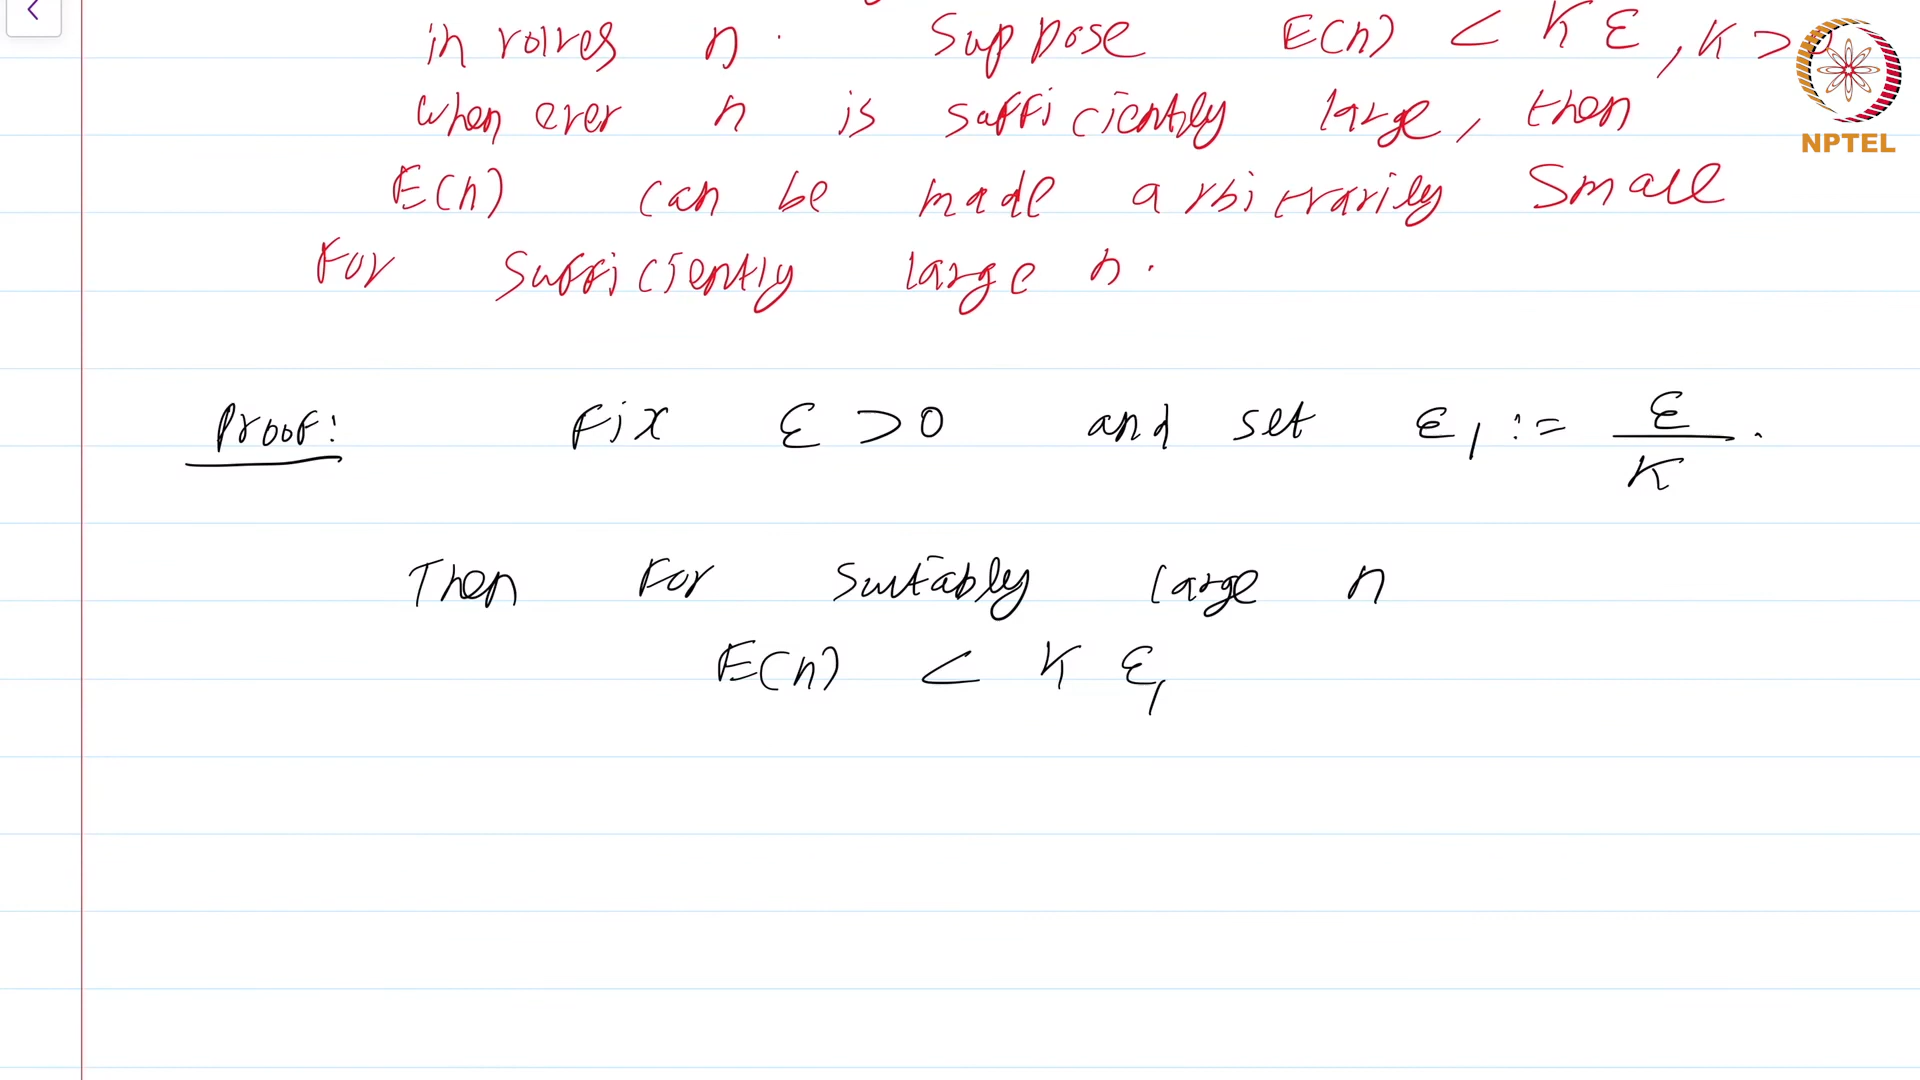 involves n. Suppose E(n) < K ε, K > 0
whenever n is sufficiently large, then
E(n) can be made arbitrarily small
for sufficiently large n.
NPTEL
Proof: Fix ε > 0 and set ε₁ := ε/K.
Then for suitably large n
E(n) < K ε₁